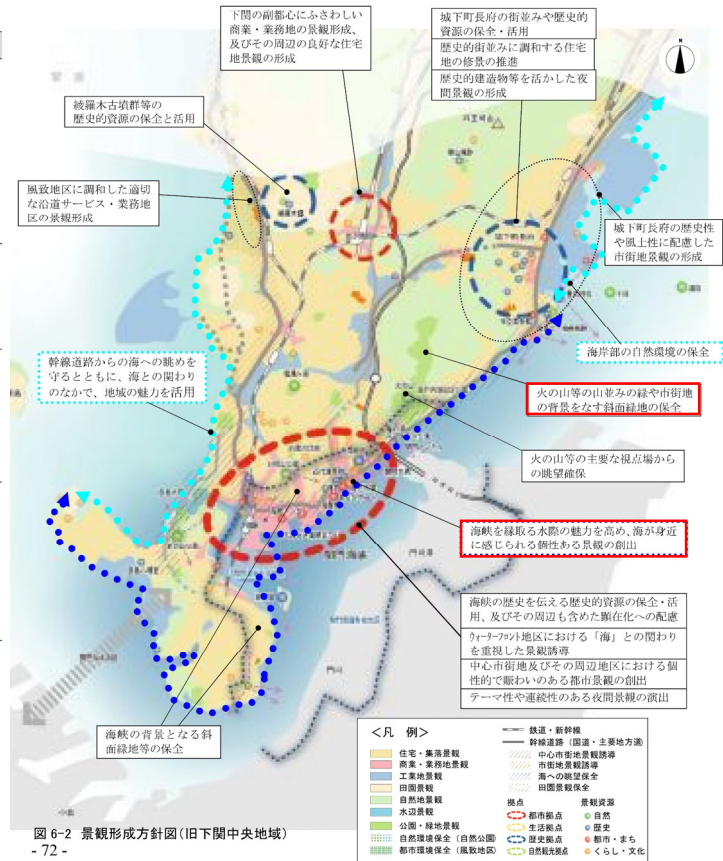 下関の副都心にふさわしい
商業・業務地の景観形成、
及びその周辺の良好な住宅
地景観の形成
城下町長府の街並みや歴史的
資源の保全・活用
歴史的街並みに調和する住宅
地の修景の推進
歴史的建造物等を活かした夜
間景観の形成
綾羅木古墳群等の
歴史的資源の保全と活用
風致地区に調和した適切
な沿道サービス・業務地
区の景観形成
城下町長府の歴史性
や風土性に配慮した
市街地景観の形成
城下町長府
海岸部の自然環境の保全
幹線道路からの海への眺めを
守るとともに、海との関わり
のなかで、地域の魅力を活用
火の山等の山並みの緑や市街地
の背景をなす斜面緑地の保全
火の山等の主要な視点場から
の眺望確保
海峡を縁取る水際の魅力を高め、海が身近
に感じられる個性ある景観の創出
海峡の歴史を伝える歴史的資源の保全・活
用、及びその周辺も含めた顕在化への配慮
ｳｫｰﾀｰﾌﾛﾝﾄ地区における「海」との関わり
を重視した景観誘導
中心市街地及びその周辺地区における個
性的で賑わいのある都市景観の創出
テーマ性や連続性のある夜間景観の演出
海峡の背景となる斜
面緑地等の保全
＜凡 例＞
住宅・集落景観
商業・業務地景観
工業地景観
田園景観
自然地景観
水辺景観
公園・緑地景観
自然環境保全（自然公園）
都市環境保全（風致地区）
鉄道・新幹線
幹線道路（国道・主要地方道）
中心市街地景観誘導
市街地景観誘導
海への眺望保全
田園景観保全
拠点
都市拠点
生活拠点
歴史拠点
自然観光拠点
景観資源
自然
歴史
都市・まち
くらし・文化
図 6-2 景観形成方針図(旧下関中央地域)
- 72 -